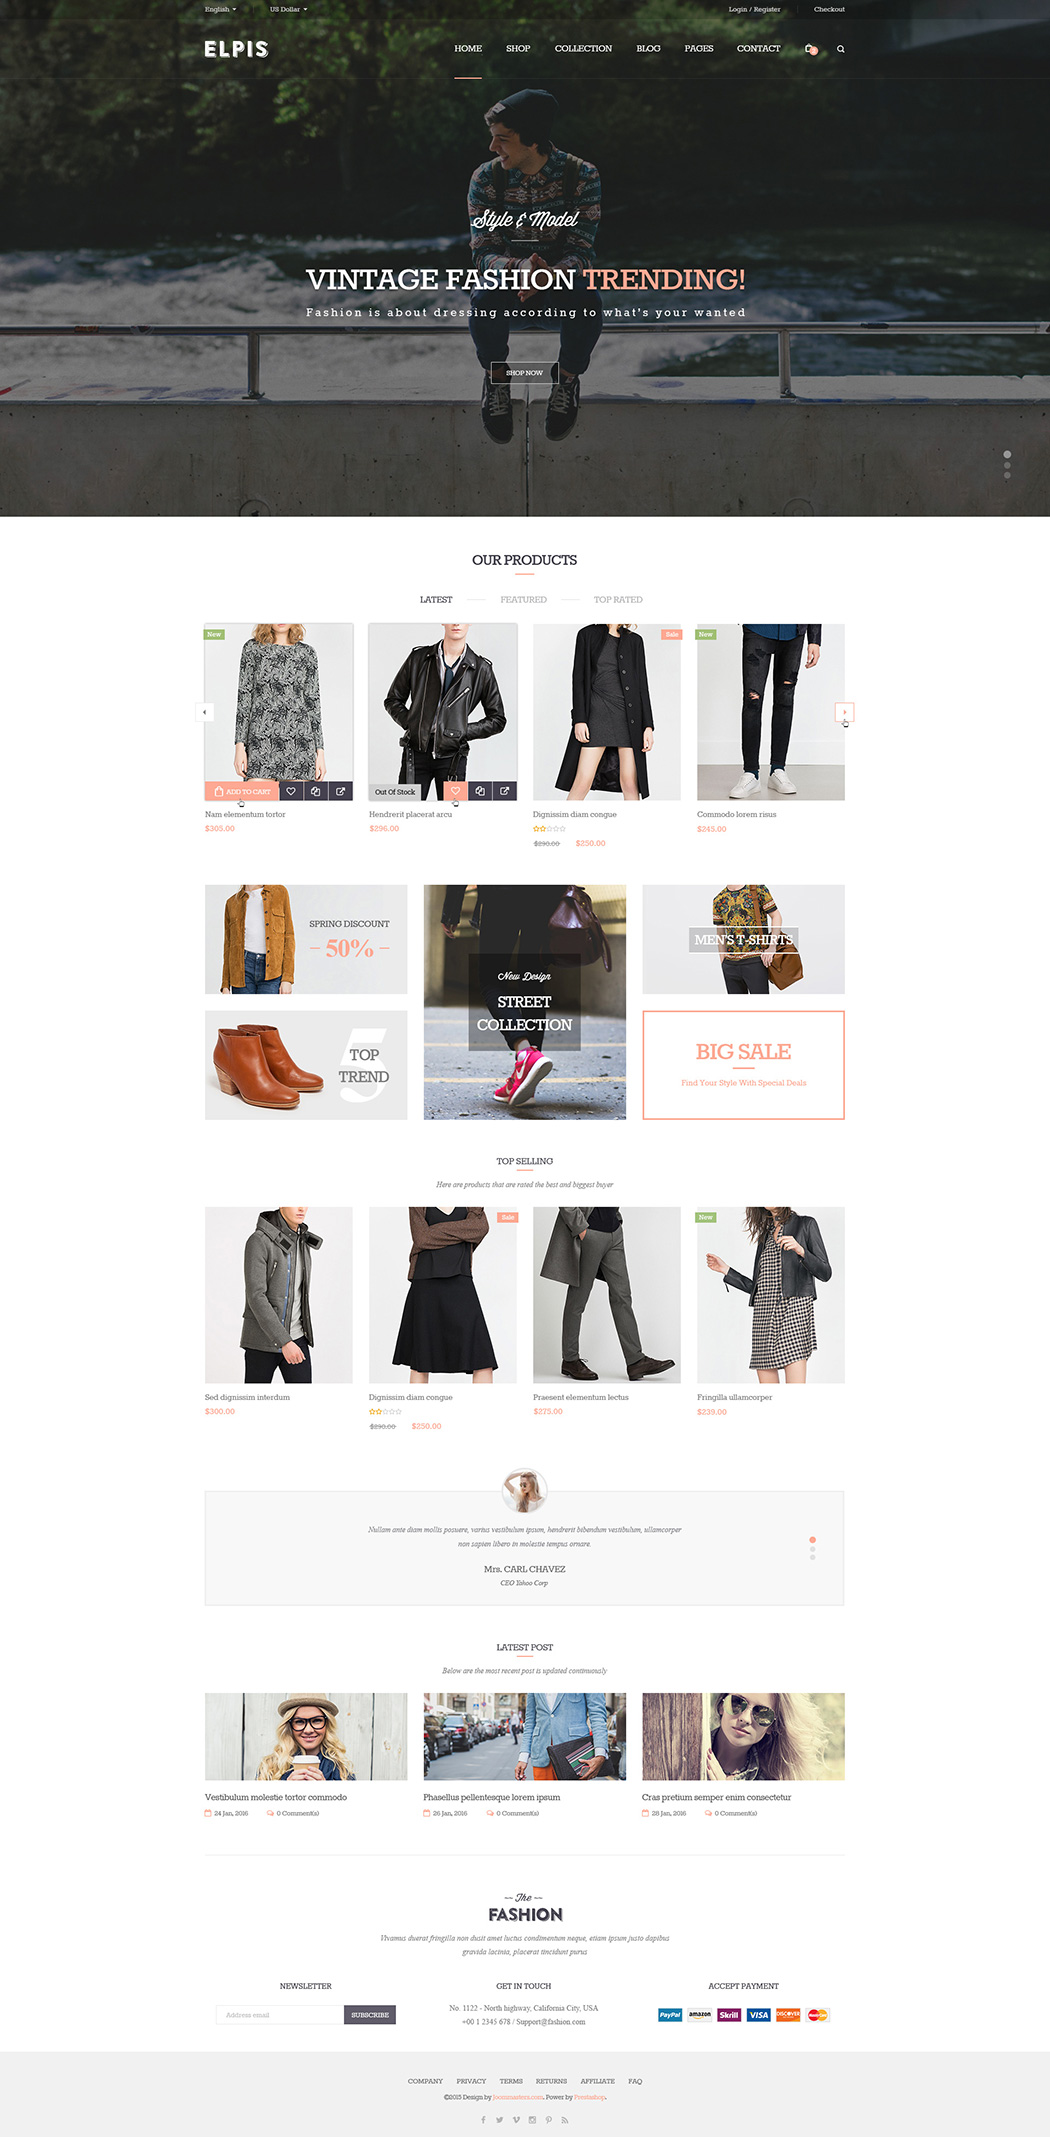 English
US Dollar
Login / Register
Checkout
ELPIS
HOME
SHOP
COLLECTION
BLOG
PAGES
CONTACT
Style & Model
VINTAGE FASHION TRENDING!
Fashion is about dressing according to what's your wanted
SHOP NOW
OUR PRODUCTS
LATEST
FEATURED
TOP RATED
New
Sale
New
ADD TO CART
Out Of Stock
Nam elementum tortor
$305.00
Hendrerit placerat arcu
$296.00
Dignissim diam congue
$290.00 $250.00
Commodo lorem risus
$245.00
SPRING DISCOUNT
- 50% -
5
TOP
TREND
New Design
STREET
COLLECTION
MEN'S T-SHIRTS
BIG SALE
Find Your Style With Special Deals
TOP SELLING
Here are products that are rated the best and biggest buyer
Sale
New
Sed dignissim interdum
$300.00
Dignissim diam congue
$290.00 $250.00
Praesent elementum lectus
$275.00
Fringilla ullamcorper
$239.00
Nullam ante diam mollis posuere, varius vestibulum ipsum, hendrerit bibendum vestibulum, ullamcorper
non sapien libero in molestie tempus ornare.
Mrs. CARL CHAVEZ
CEO Yahoo Corp
LATEST POST
Below are the most recent post is updated continuously
Vestibulum molestie tortor commodo
24 Jan, 2016
0 Comment(s)
Phasellus pellentesque lorem ipsum
26 Jan, 2016
0 Comment(s)
Cras pretium semper enim consectetur
28 Jan, 2016
0 Comment(s)
~~ The ~~
FASHION
Vivamus duerat fringilla non dusit amet luctus condimentum neque, etiam ipsum justo dapibus
gravida lacinia, placerat tincidunt purus
NEWSLETTER
Address email
SUBSCRIBE
GET IN TOUCH
No. 1122 - North highway, California City, USA
+00 1 2345 678 / Support@fashion.com
ACCEPT PAYMENT
PayPal
amazon
Skrill
VISA
DISCOVER
MasterCard
COMPANY
PRIVACY
TERMS
RETURNS
AFFILIATE
FAQ
©2015 Design by Joommasters.com. Power by Prestashop.